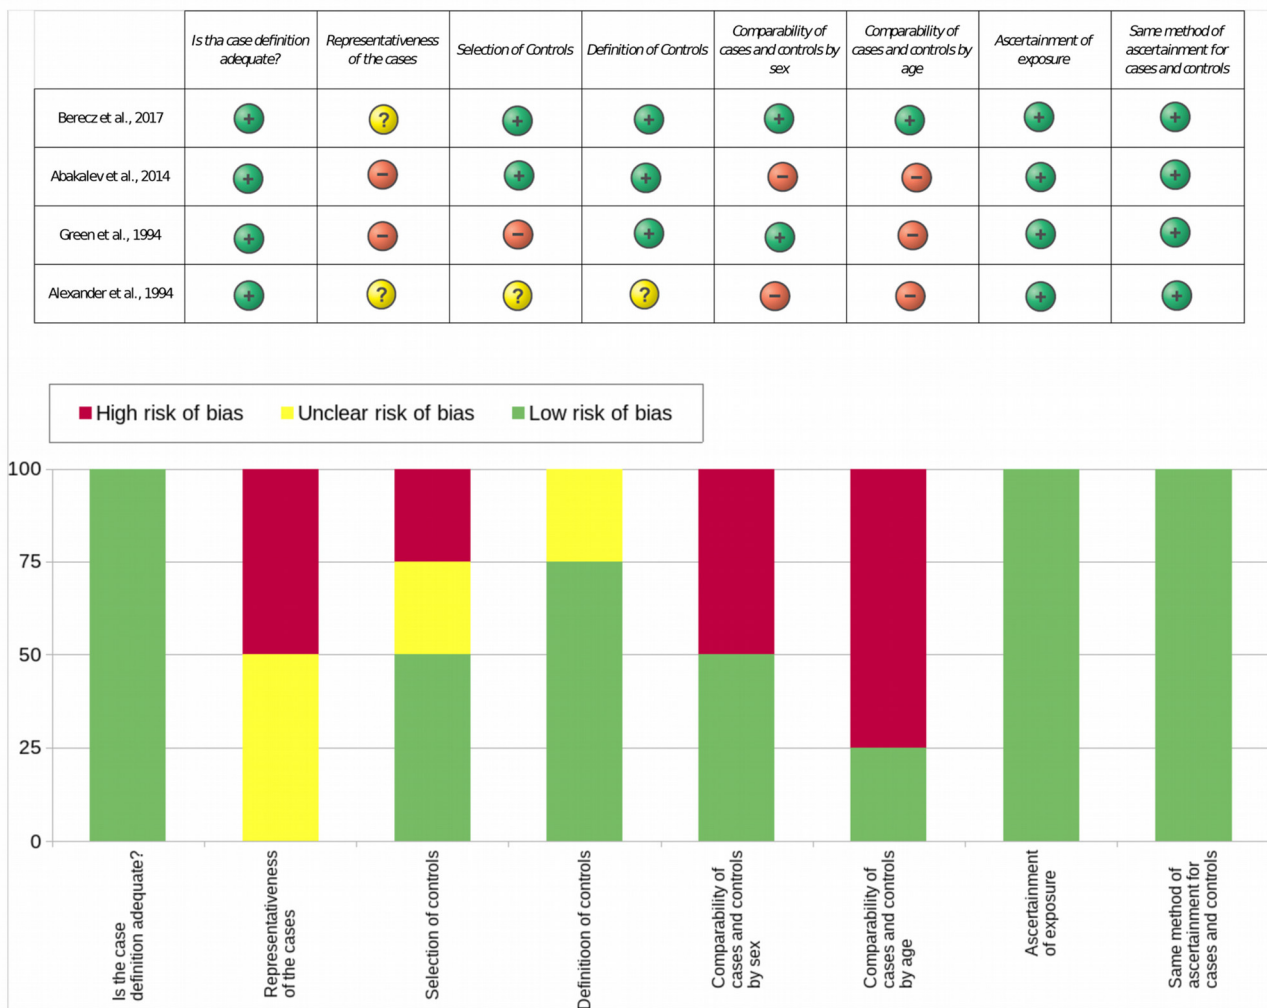 Is tha case definition
adequate?
Representativeness
of the cases
Selection of Controls
Definition of Controls
Comparability of
cases and controls by
sex
Comparability of
cases and controls by
age
Ascertainment of
exposure
Same method of
ascertainment for
cases and controls
Berecz et al., 2017
+ ? + + + + + +
Abakalev et al., 2014
+ − + + − − + +
Green et al., 1994
+ − − + + − + +
Alexander et al., 1994
+ ? ? ? − − + +
High risk of bias
Unclear risk of bias
Low risk of bias
100
75
50
25
0
Is the case
definition adequate?
Representativeness
of the cases
Selection of controls
Definitioon of controls
Comparability of
cases and controls
by sex
Comparability of
cases and controls
by age
Ascertainment
of exposure
Same method of
ascertainment for
cases and controls